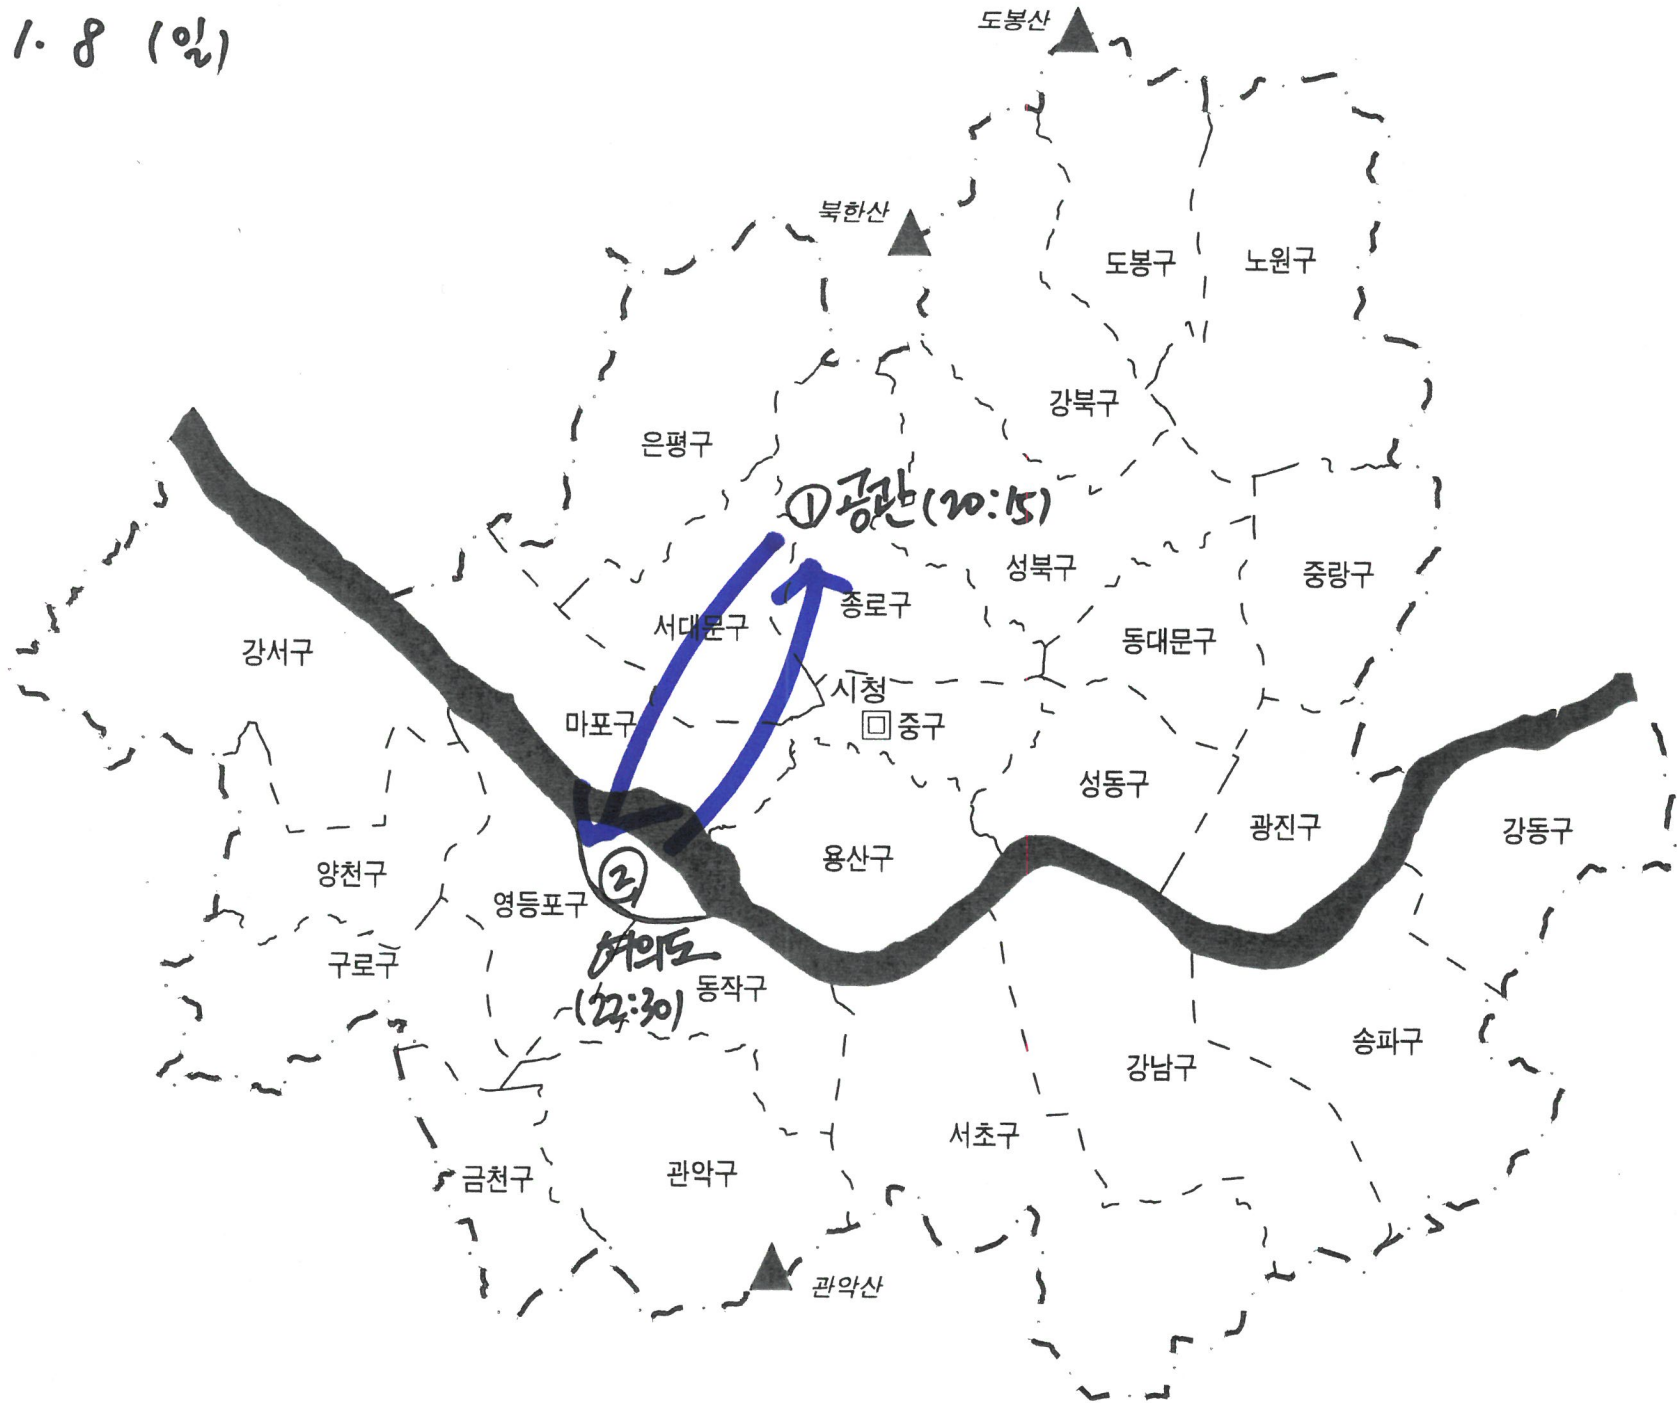 1. 8 (일)
도봉산
북한산
도봉구
노원구
강북구
은평구
① 공관 (20:15)
성북구
중랑구
종로구
서대문구
동대문구
강서구
시청
마포구
중구
성동구
광진구
강동구
용산구
양천구
②
영등포구
여의도
구로구
동작구
(22:30)
송파구
강남구
서초구
금천구
관악구
관악산